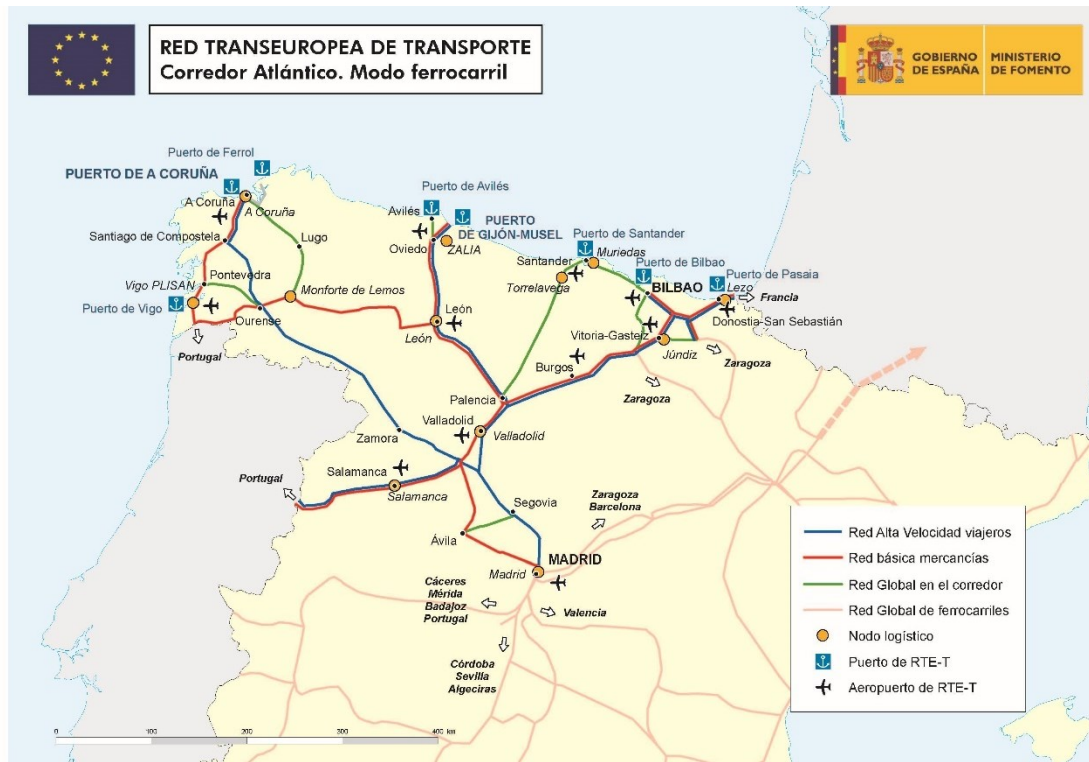 RED TRANSEUROPEA DE TRANSPORTE
Corredor Atlántico. Modo ferrocarril
GOBIERNO
DE ESPAÑA
MINISTERIO
DE FOMENTO
Puerto de Ferrol
PUERTO DE A CORUÑA
A Coruña
A Coruña
Santiago de Compostela
Lugo
Pontevedra
Vigo PLISAN
Monforte de Lemos
Puerto de Vigo
Ourense
Portugal
Puerto de Avilés
Avilés
PUERTO
DE GIJÓN-MUSEL
Oviedo
ZALIA
León
León
Puerto de Santander
Muriedas
Santander
Torrelavega
Puerto de Bilbao
BILBAO
Puerto de Pasaia
Lezo
Francia
Donostia-San Sebastián
Vitoria-Gasteiz
Júndiz
Zaragoza
Burgos
Zaragoza
Palencia
Valladolid
Valladolid
Zamora
Salamanca
Salamanca
Portugal
Segovia
Zaragoza
Barcelona
Ávila
MADRID
Madrid
Cáceres
Mérida
Badajoz
Portugal
Valencia
Córdoba
Sevilla
Algeciras
Red Alta Velocidad viajeros
Red básica mercancías
Red Global en el corredor
Red Global de ferrocarriles
Nodo logístico
Puerto de RTE-T
Aeropuerto de RTE-T
0 100 200 300 400 km